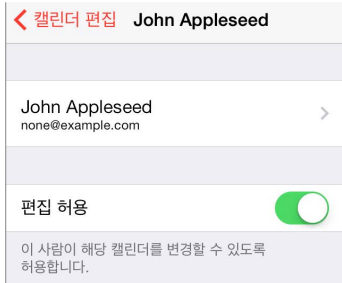 캘린더 편집 John Appleseed
John Appleseed
none@example.com
편집 허용
이 사람이 해당 캘린더를 변경할 수 있도록
허용합니다.